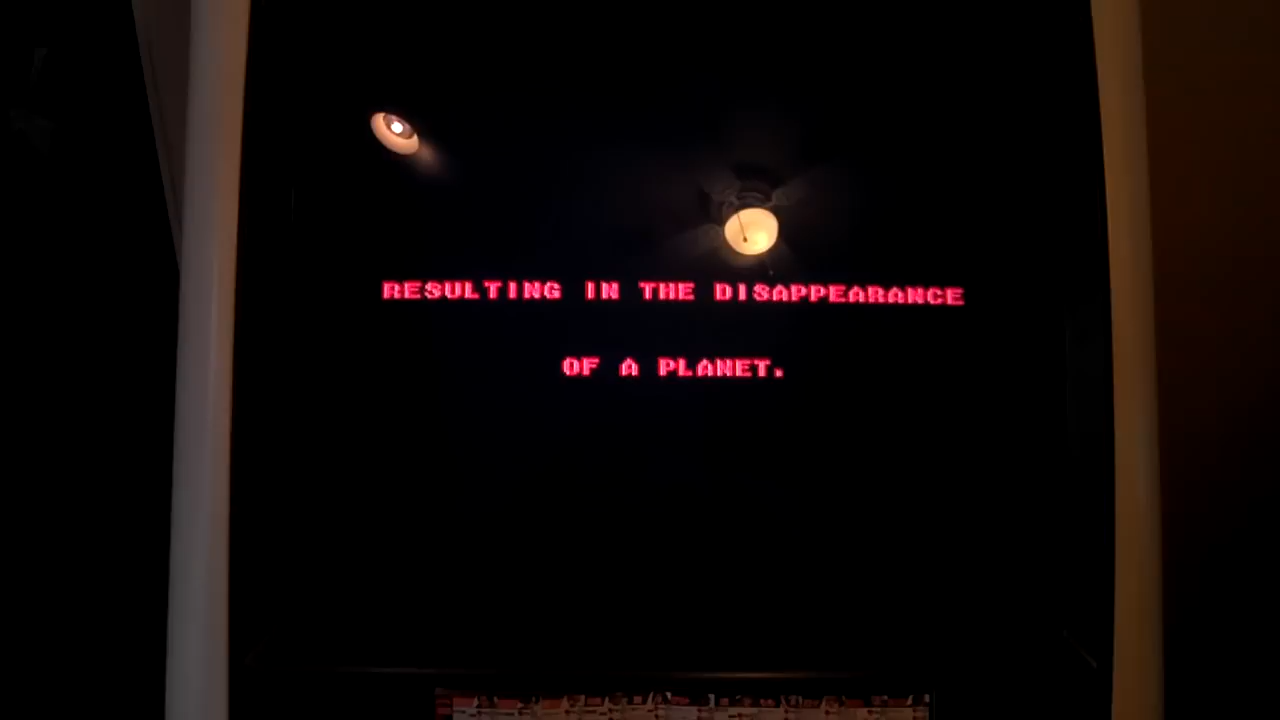 RESULTING IN THE DISAPPEARANCE
OF A PLANET.